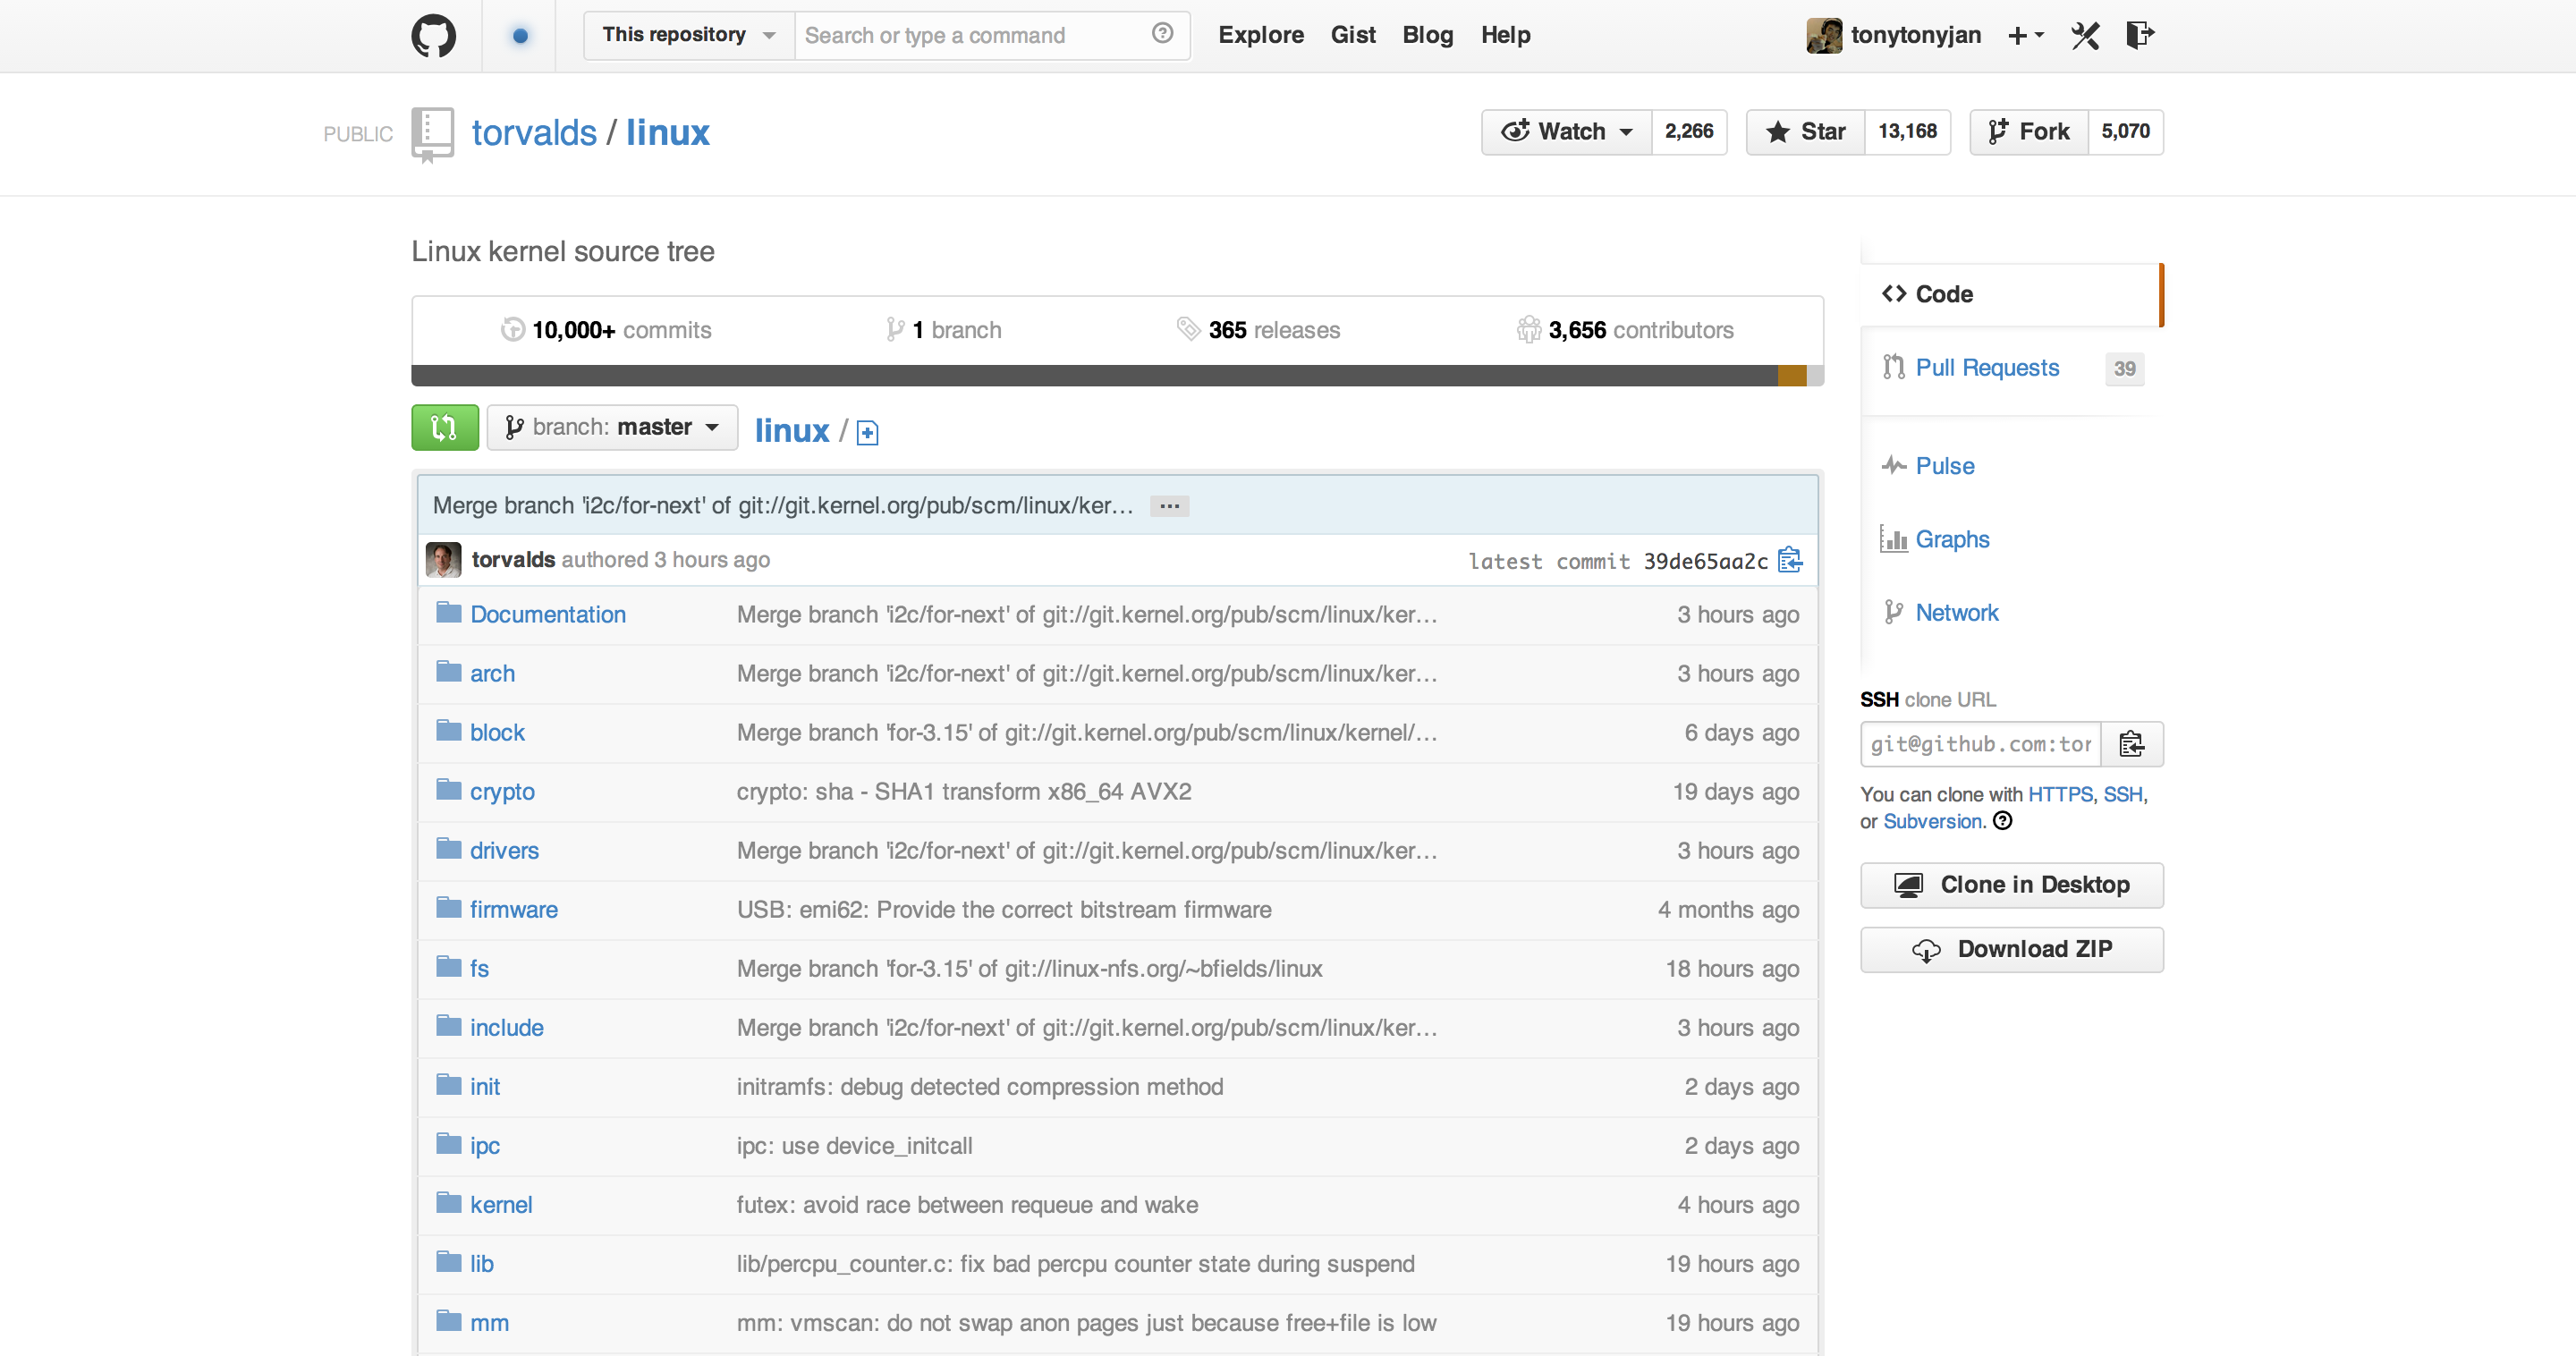 This repository Search or type a command Explore Gist Blog Help tonytonyjan
PUBLIC torvalds / linux Watch 2,266 Star 13,168 Fork 5,070
Linux kernel source tree
10,000+ commits 1 branch 365 releases 3,656 contributors
branch: master linux /
Merge branch 'i2c/for-next' of git://git.kernel.org/pub/scm/linux/ker… …
torvalds authored 3 hours ago latest commit 39de65aa2c
Documentation Merge branch 'i2c/for-next' of git://git.kernel.org/pub/scm/linux/ker… 3 hours ago
arch Merge branch 'i2c/for-next' of git://git.kernel.org/pub/scm/linux/ker… 3 hours ago
block Merge branch 'for-3.15' of git://git.kernel.org/pub/scm/linux/kernel/… 6 days ago
crypto crypto: sha - SHA1 transform x86_64 AVX2 19 days ago
drivers Merge branch 'i2c/for-next' of git://git.kernel.org/pub/scm/linux/ker… 3 hours ago
firmware USB: emi62: Provide the correct bitstream firmware 4 months ago
fs Merge branch 'for-3.15' of git://linux-nfs.org/~bfields/linux 18 hours ago
include Merge branch 'i2c/for-next' of git://git.kernel.org/pub/scm/linux/ker… 3 hours ago
init initramfs: debug detected compression method 2 days ago
ipc ipc: use device_initcall 2 days ago
kernel futex: avoid race between requeue and wake 4 hours ago
lib lib/percpu_counter.c: fix bad percpu counter state during suspend 19 hours ago
mm mm: vmscan: do not swap anon pages just because free+file is low 19 hours ago
Code
Pull Requests 39
Pulse
Graphs
Network
SSH clone URL
git@github.com:tor
You can clone with HTTPS, SSH,
or Subversion.
Clone in Desktop
Download ZIP